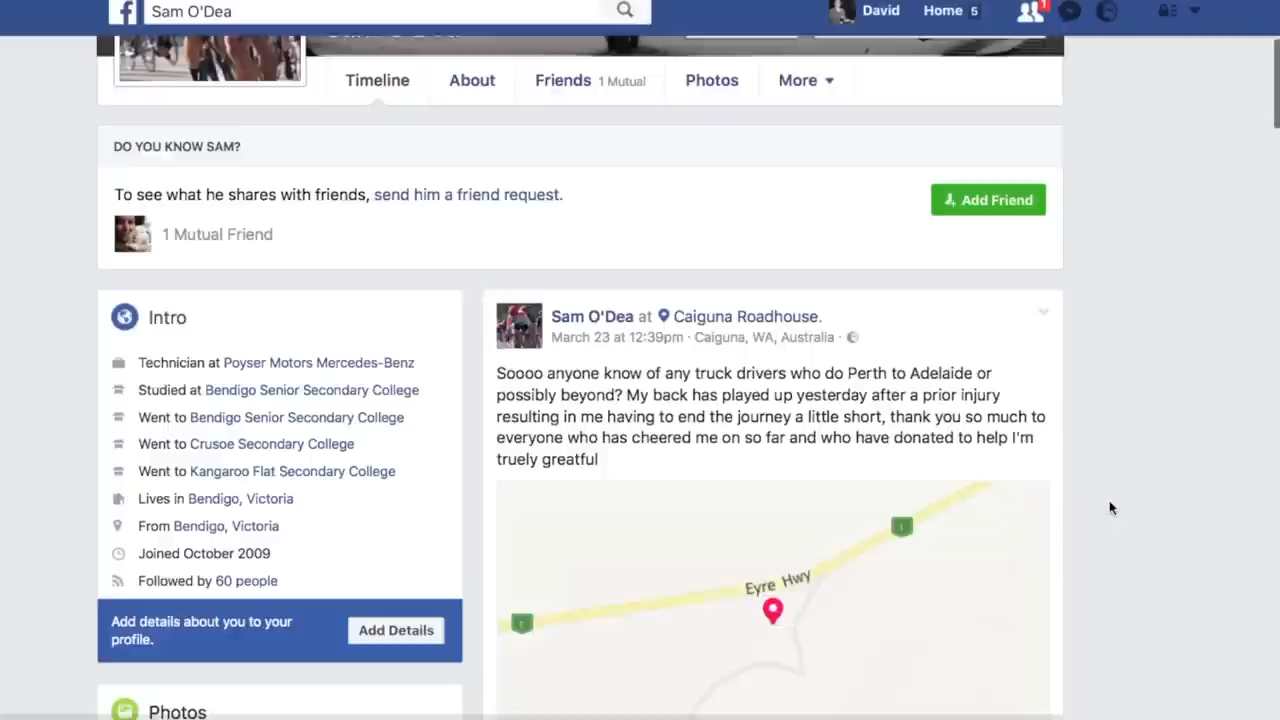 Sam O'Dea
David
Home 5
1
Timeline
About
Friends 1 Mutual
Photos
More
DO YOU KNOW SAM?
To see what he shares with friends, send him a friend request.
Add Friend
1 Mutual Friend
Intro
Technician at Poyser Motors Mercedes-Benz
Studied at Bendigo Senior Secondary College
Went to Bendigo Senior Secondary College
Went to Crusoe Secondary College
Went to Kangaroo Flat Secondary College
Lives in Bendigo, Victoria
From Bendigo, Victoria
Joined October 2009
Followed by 60 people
Add details about you to your
profile.
Add Details
Photos
Sam O'Dea at Caiguna Roadhouse.
March 23 at 12:39pm · Caiguna, WA, Australia ·
Soooo anyone know of any truck drivers who do Perth to Adelaide or
possibly beyond? My back has played up yesterday after a prior injury
resulting in me having to end the journey a little short, thank you so much to
everyone who has cheered me on so far and who have donated to help I'm
truely greatful
1
Eyre Hwy
1